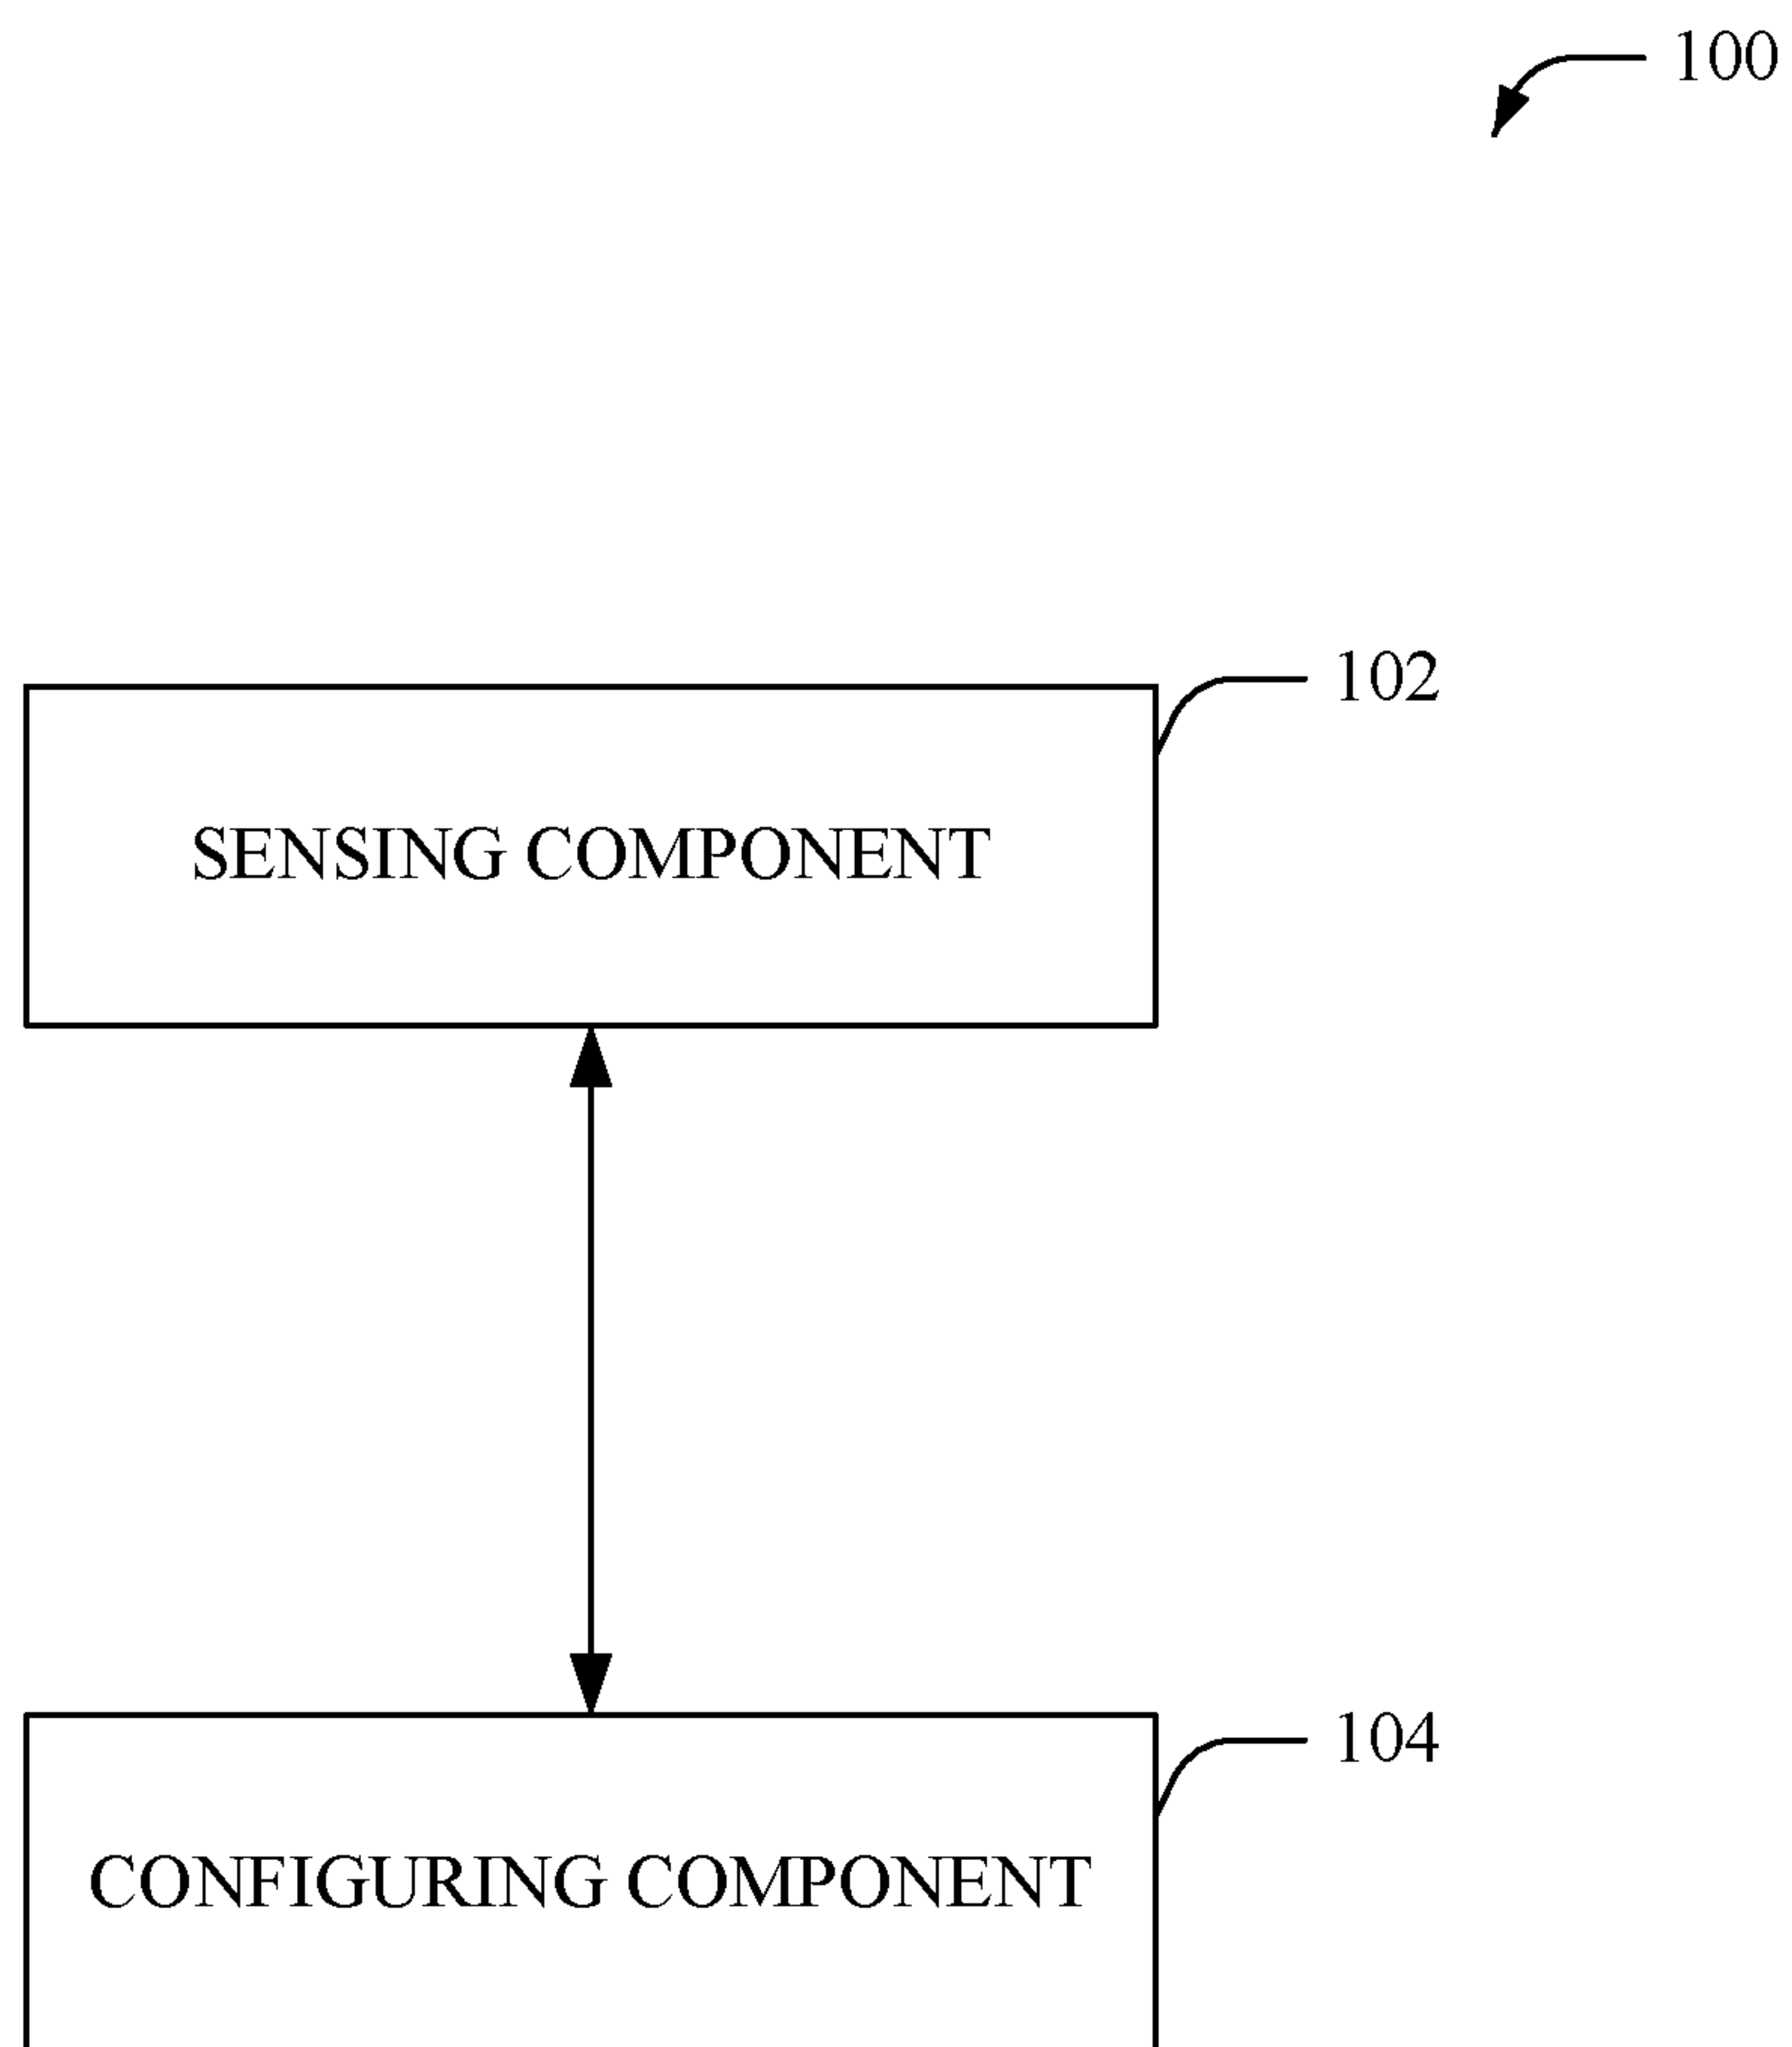 100
102
SENSING COMPONENT
104
CONFIGURING COMPONENT